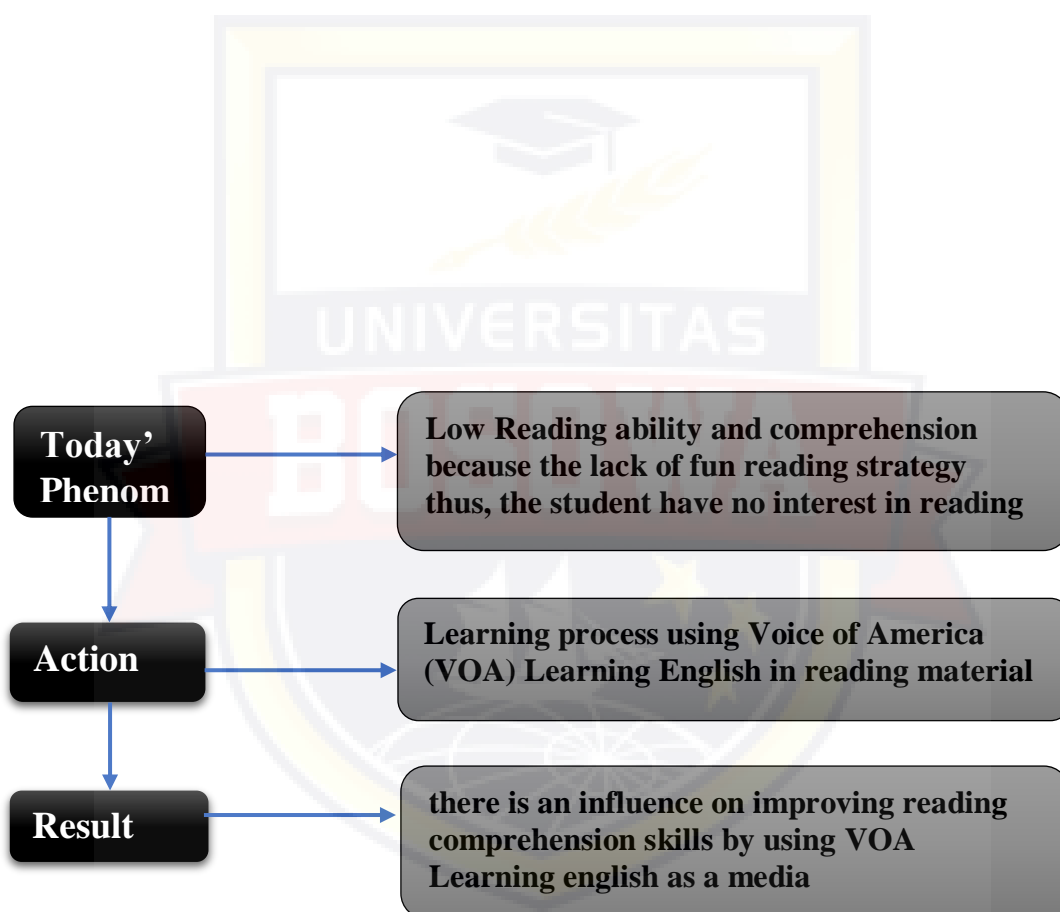 UNIVERSITAS
BOSOWA
Today’
Phenom
Low Reading ability and comprehension
because the lack of fun reading strategy
thus, the student have no interest in reading
Action
Learning process using Voice of America
(VOA) Learning English in reading material
Result
there is an influence on improving reading
comprehension skills by using VOA
Learning english as a media